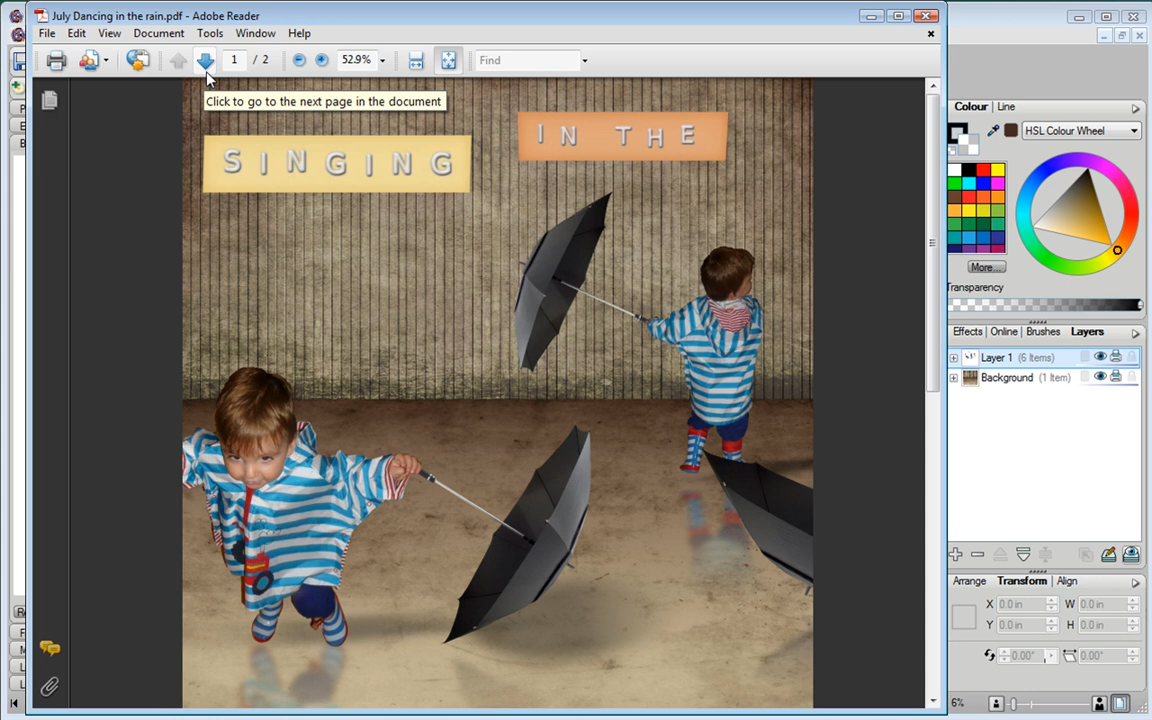 July Dancing in the rain.pdf - Adobe Reader
File Edit View Document Tools Window Help
1 / 2 52.9% Find
Click to go to the next page in the document
SINGING
IN THE
Colour Line
HSL Colour Wheel
More...
Transparency
Effects Online Brushes Layers
Layer 1 (6 Items)
Background (1 Item)
Arrange Transform Align
X 0.0 in W 0.0 in
Y 0.0 in H 0.0 in
0.00° 0.00°
6%